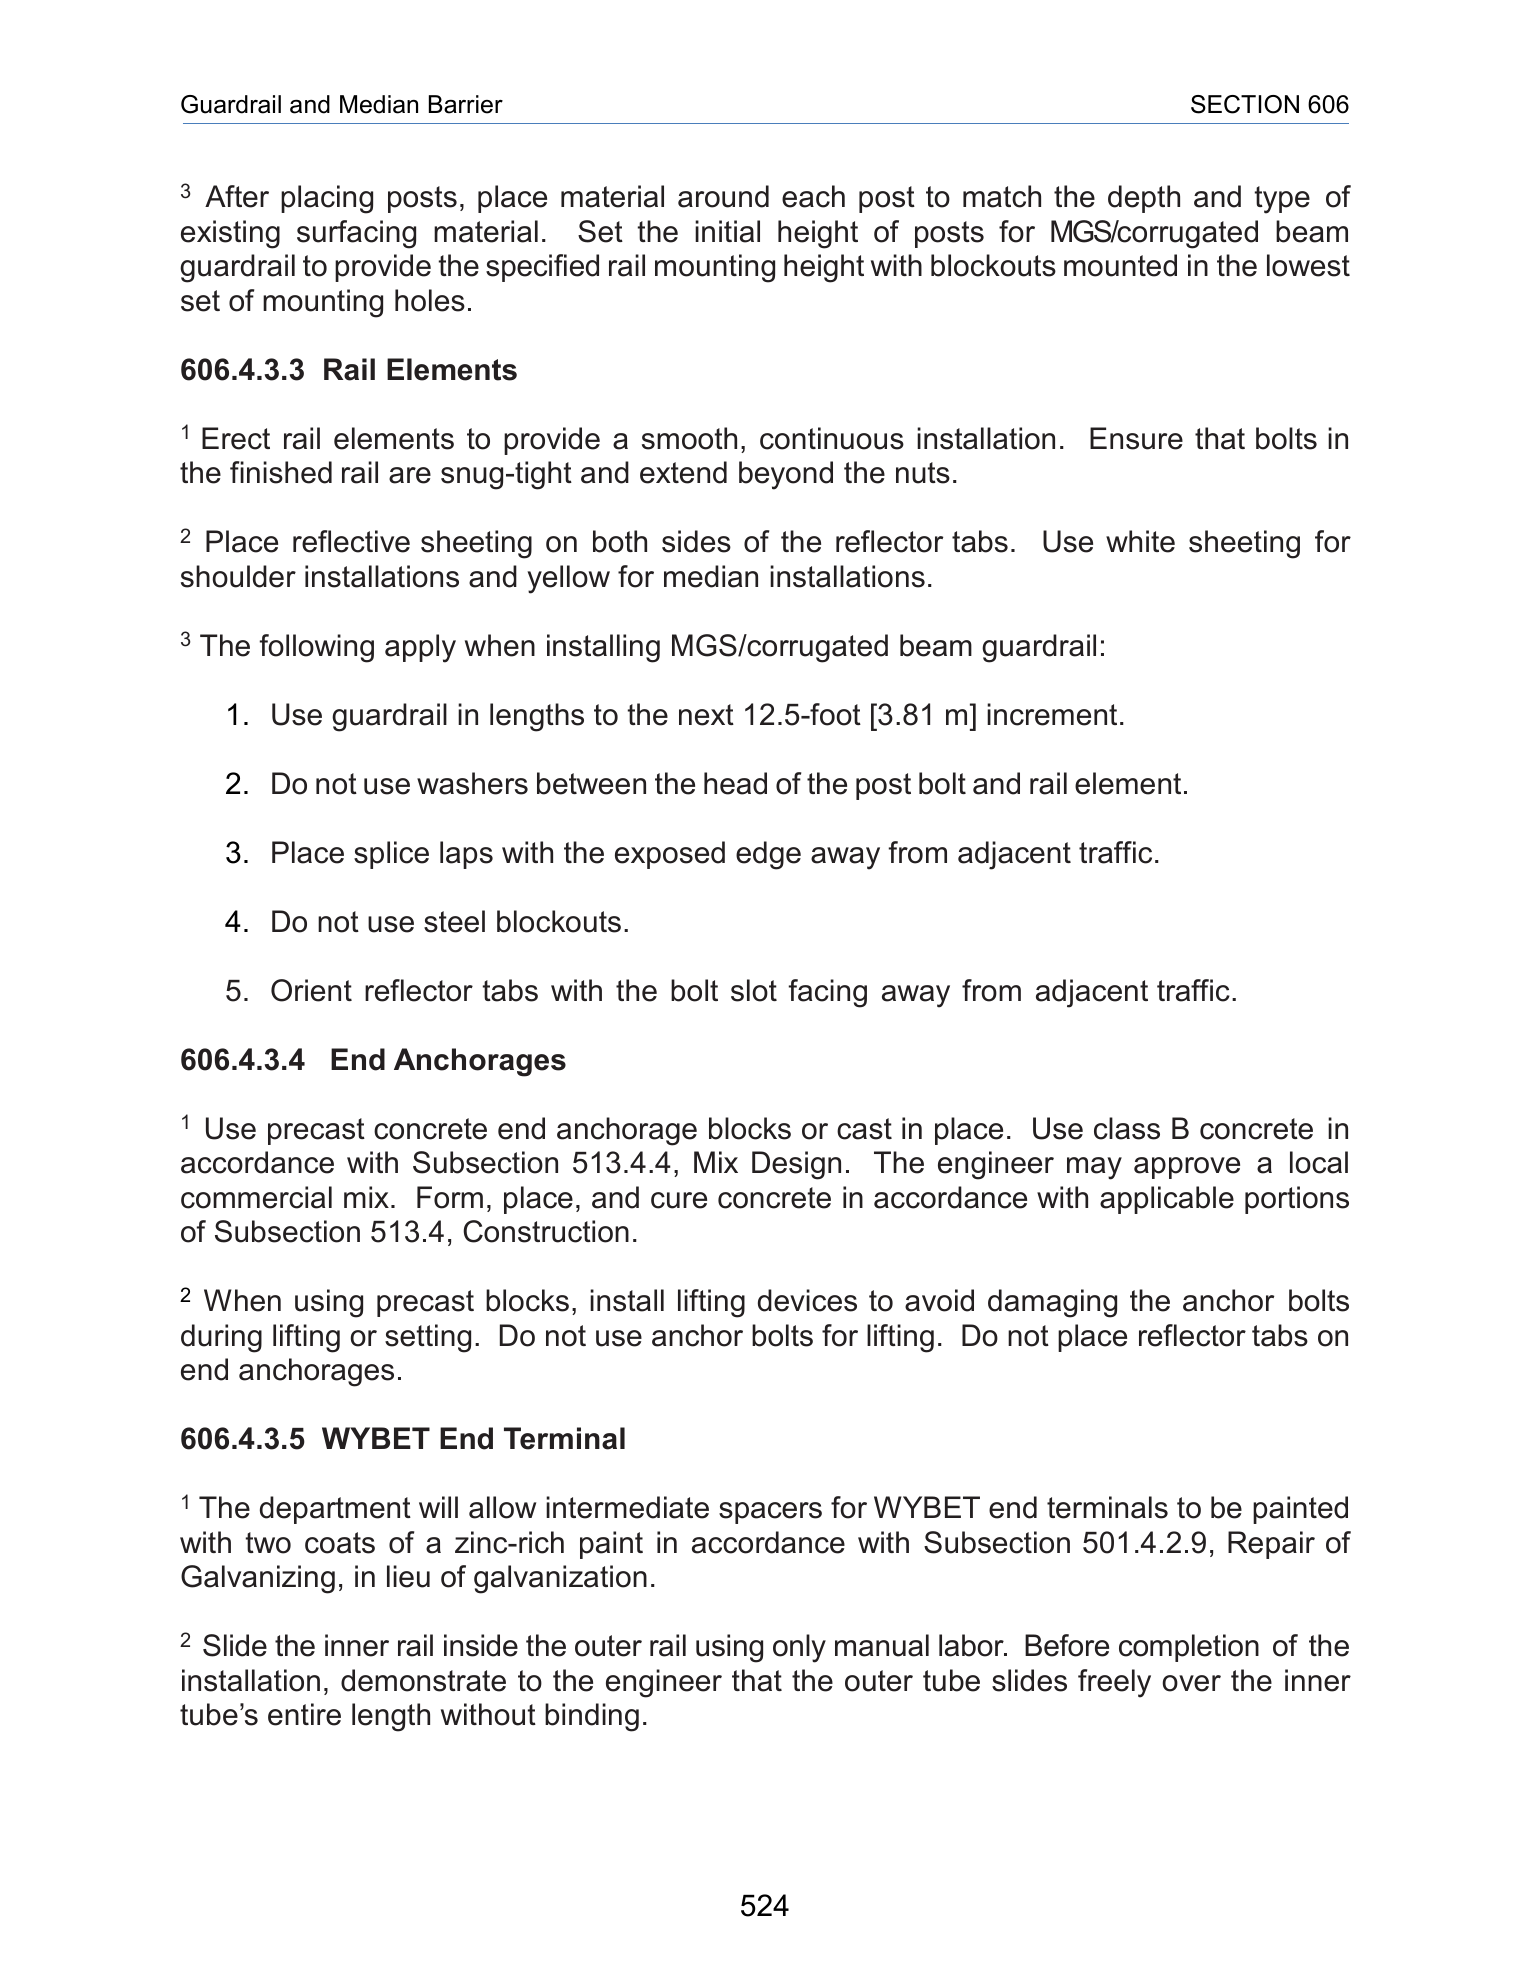 Guardrail and Median Barrier SECTION 606
3 After placing posts, place material around each post to match the depth and type of
existing surfacing material. Set the initial height of posts for MGS/corrugated beam
guardrail to provide the specified rail mounting height with blockouts mounted in the lowest
set of mounting holes.
606.4.3.3 Rail Elements
1 Erect rail elements to provide a smooth, continuous installation. Ensure that bolts in
the finished rail are snug-tight and extend beyond the nuts.
2 Place reflective sheeting on both sides of the reflector tabs. Use white sheeting for
shoulder installations and yellow for median installations.
3 The following apply when installing MGS/corrugated beam guardrail:
1. Use guardrail in lengths to the next 12.5-foot [3.81 m] increment.
2. Do not use washers between the head of the post bolt and rail element.
3. Place splice laps with the exposed edge away from adjacent traffic.
4. Do not use steel blockouts.
5. Orient reflector tabs with the bolt slot facing away from adjacent traffic.
606.4.3.4 End Anchorages
1 Use precast concrete end anchorage blocks or cast in place. Use class B concrete in
accordance with Subsection 513.4.4, Mix Design. The engineer may approve a local
commercial mix. Form, place, and cure concrete in accordance with applicable portions
of Subsection 513.4, Construction.
2 When using precast blocks, install lifting devices to avoid damaging the anchor bolts
during lifting or setting. Do not use anchor bolts for lifting. Do not place reflector tabs on
end anchorages.
606.4.3.5 WYBET End Terminal
1 The department will allow intermediate spacers for WYBET end terminals to be painted
with two coats of a zinc-rich paint in accordance with Subsection 501.4.2.9, Repair of
Galvanizing, in lieu of galvanization.
2 Slide the inner rail inside the outer rail using only manual labor. Before completion of the
installation, demonstrate to the engineer that the outer tube slides freely over the inner
tube’s entire length without binding.
524